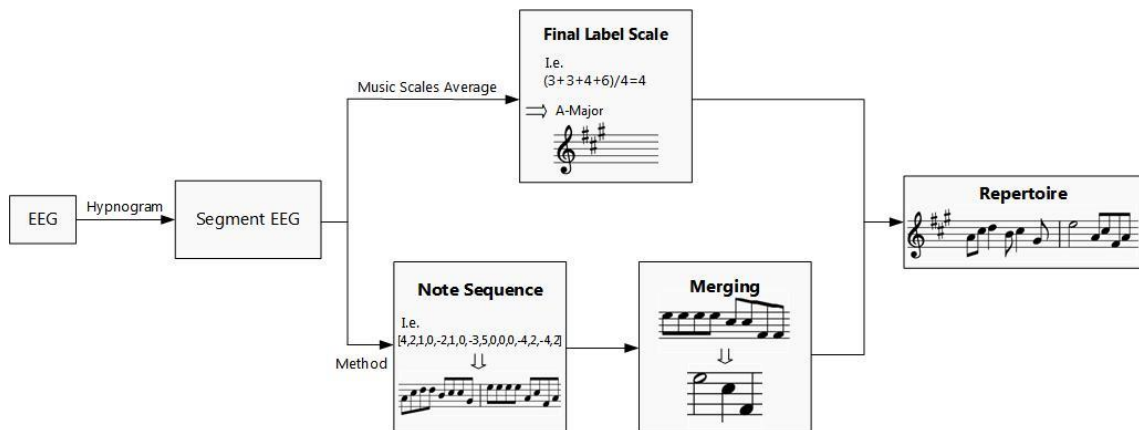 Final Label Scale
I.e.
(3+3+4+6)/4=4
Music Scales Average
⇒ A-Major
EEG
Hypnogram
Segment EEG
Repertoire
Note Sequence
I.e.
[4,2,1,0,-2,1,0,-3,5,0,0,0,-4,2,-4,2]
Method
Merging